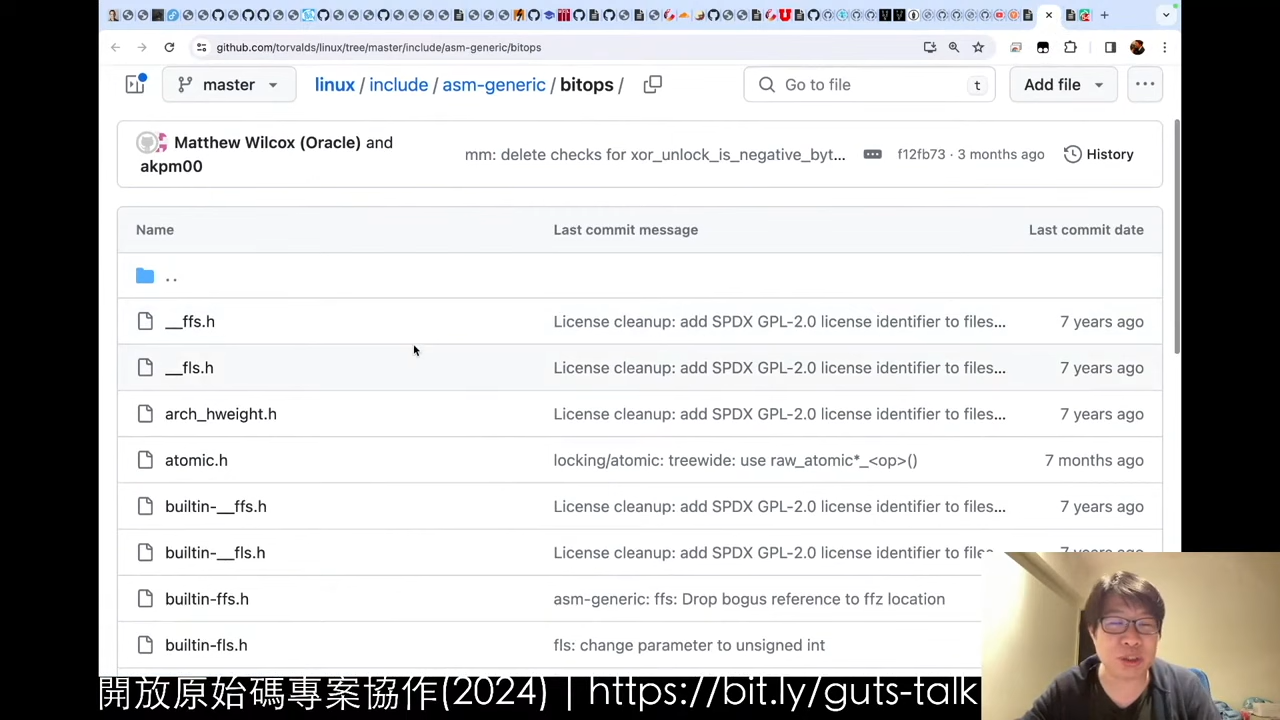 github.com/torvalds/linux/tree/master/include/asm-generic/bitops
master
linux / include / asm-generic / bitops /
Go to file
t
Add file
Matthew Wilcox (Oracle) and
akpm00
mm: delete checks for xor_unlock_is_negative_byt...
f12fb73 · 3 months ago
History
Name
Last commit message
Last commit date
..
__ffs.h
License cleanup: add SPDX GPL-2.0 license identifier to files...
7 years ago
__fls.h
License cleanup: add SPDX GPL-2.0 license identifier to files...
7 years ago
arch_hweight.h
License cleanup: add SPDX GPL-2.0 license identifier to files...
7 years ago
atomic.h
locking/atomic: treewide: use raw_atomic*_<op>()
7 months ago
builtin-__ffs.h
License cleanup: add SPDX GPL-2.0 license identifier to files...
7 years ago
builtin-__fls.h
License cleanup: add SPDX GPL-2.0 license identifier to files...
7 years ago
builtin-ffs.h
asm-generic: ffs: Drop bogus reference to ffz location
builtin-fls.h
fls: change parameter to unsigned int
開放原始碼專案協作(2024) | https://bit.ly/guts-talk